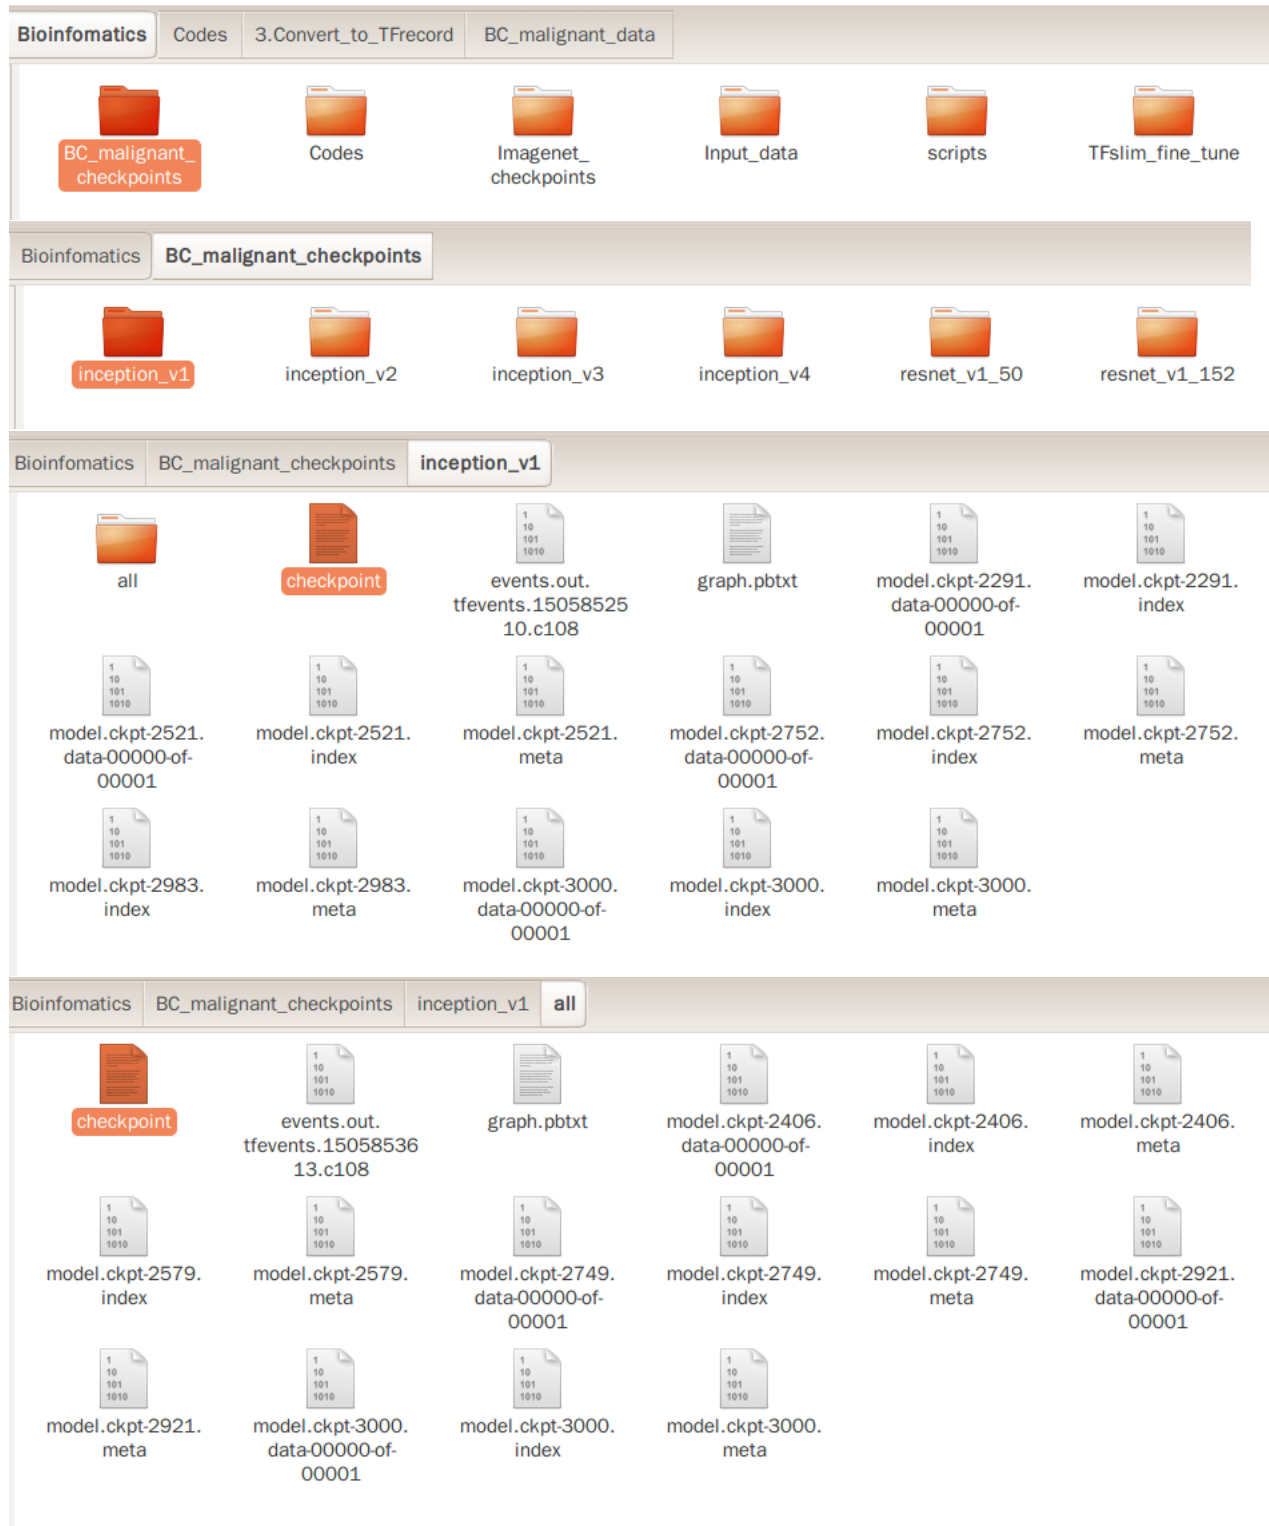 Bioinfomatics Codes 3.Convert_to_TFrecord BC_malignant_data
BC_malignant_
checkpoints
Codes
Imagenet_
checkpoints
Input_data
scripts
TFslim_fine_tune
Bioinfomatics BC_malignant_checkpoints
inception_v1
inception_v2
inception_v3
inception_v4
resnet_v1_50
resnet_v1_152
Bioinfomatics BC_malignant_checkpoints inception_v1
all
checkpoint
events.out.
tfevents.15058525
10.c108
graph.pbtxt
model.ckpt-2291.
data-00000-of-
00001
model.ckpt-2291.
index
model.ckpt-2521.
data-00000-of-
00001
model.ckpt-2521.
index
model.ckpt-2521.
meta
model.ckpt-2752.
data-00000-of-
00001
model.ckpt-2752.
index
model.ckpt-2752.
meta
model.ckpt-2983.
index
model.ckpt-2983.
meta
model.ckpt-3000.
data-00000-of-
00001
model.ckpt-3000.
index
model.ckpt-3000.
meta
Bioinfomatics BC_malignant_checkpoints inception_v1 all
checkpoint
events.out.
tfevents.15058536
13.c108
graph.pbtxt
model.ckpt-2406.
data-00000-of-
00001
model.ckpt-2406.
index
model.ckpt-2406.
meta
model.ckpt-2579.
index
model.ckpt-2579.
meta
model.ckpt-2749.
data-00000-of-
00001
model.ckpt-2749.
index
model.ckpt-2749.
meta
model.ckpt-2921.
data-00000-of-
00001
model.ckpt-2921.
meta
model.ckpt-3000.
data-00000-of-
00001
model.ckpt-3000.
index
model.ckpt-3000.
meta